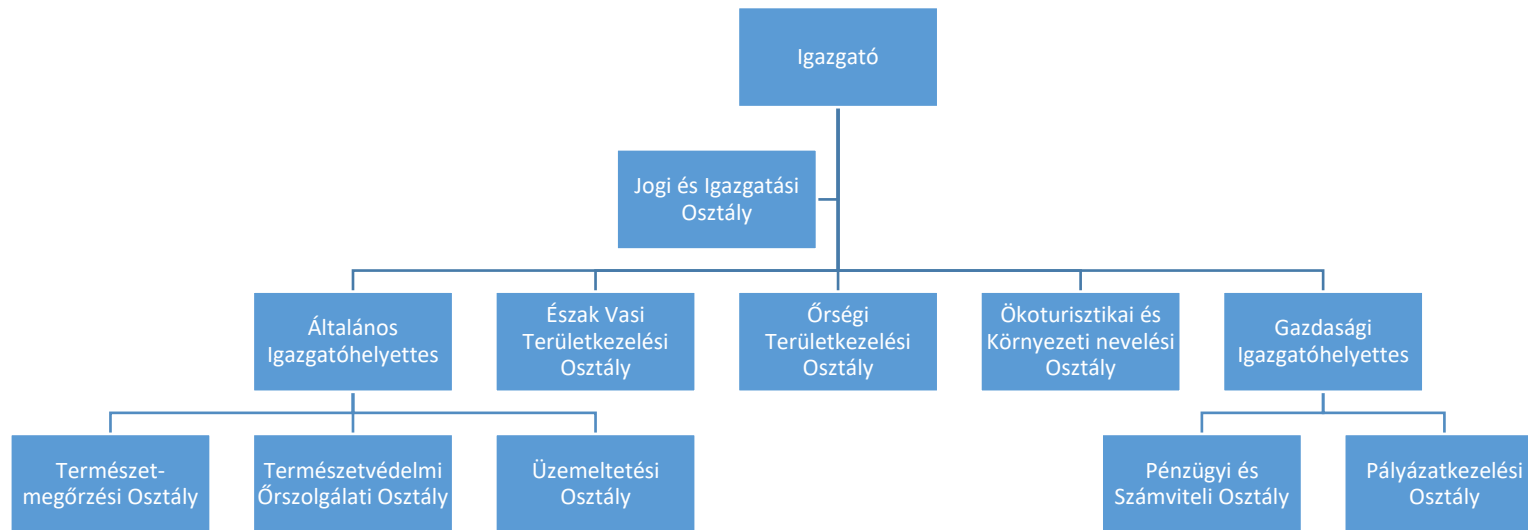 Igazgató
Jogi és Igazgatási
Osztály
Általános
Igazgatóhelyettes
Észak Vasi
Területkezelési
Osztály
Őrségi
Területkezelési
Osztály
Ökoturisztikai és
Környezeti nevelési
Osztály
Gazdasági
Igazgatóhelyettes
Természet-
megőrzési Osztály
Természetvédelmi
Őrszolgálati Osztály
Üzemeltetési
Osztály
Pénzügyi és
Számviteli Osztály
Pályázatkezelési
Osztály